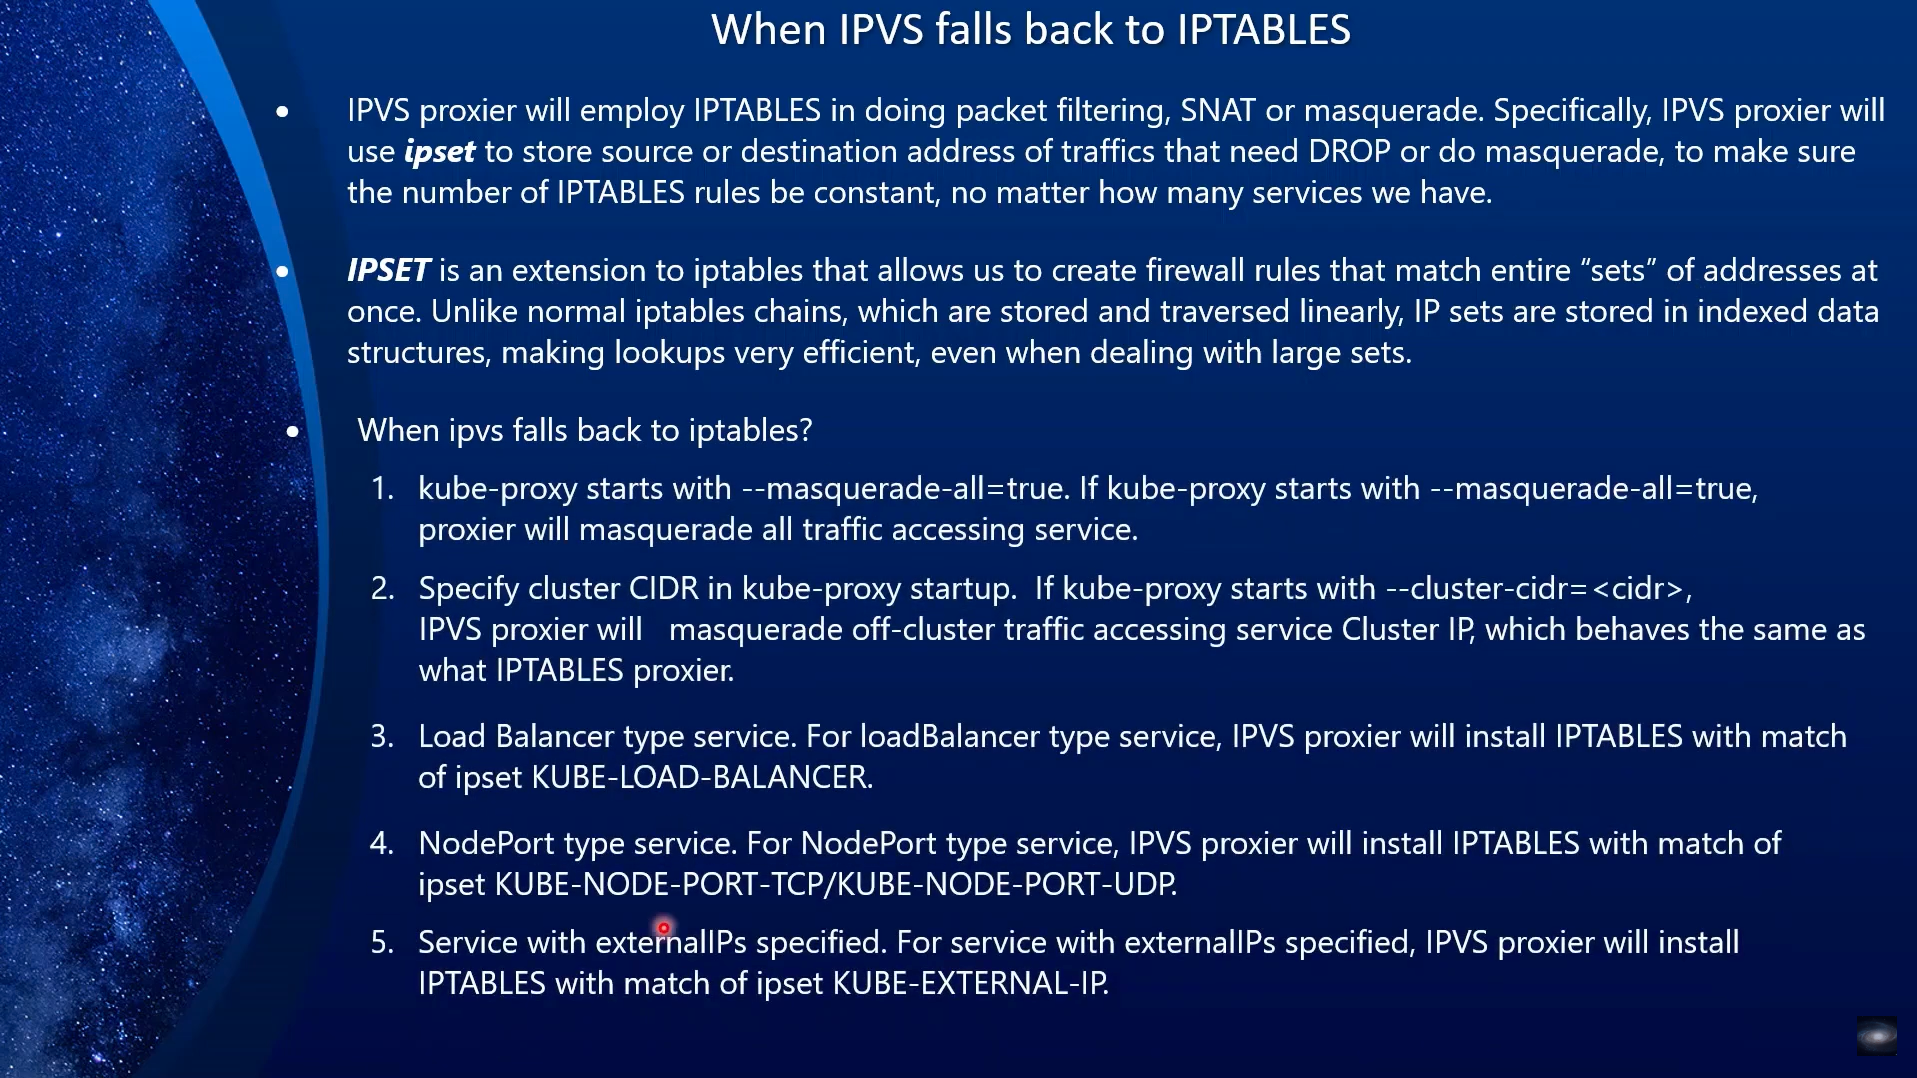 When IPVS falls back to IPTABLES
• IPVS proxier will employ IPTABLES in doing packet filtering, SNAT or masquerade. Specifically, IPVS proxier will
use ipset to store source or destination address of traffics that need DROP or do masquerade, to make sure
the number of IPTABLES rules be constant, no matter how many services we have.
• IPSET is an extension to iptables that allows us to create firewall rules that match entire “sets” of addresses at
once. Unlike normal iptables chains, which are stored and traversed linearly, IP sets are stored in indexed data
structures, making lookups very efficient, even when dealing with large sets.
• When ipvs falls back to iptables?
1. kube-proxy starts with --masquerade-all=true. If kube-proxy starts with --masquerade-all=true,
proxier will masquerade all traffic accessing service.
2. Specify cluster CIDR in kube-proxy startup. If kube-proxy starts with --cluster-cidr=<cidr>,
IPVS proxier will masquerade off-cluster traffic accessing service Cluster IP, which behaves the same as
what IPTABLES proxier.
3. Load Balancer type service. For loadBalancer type service, IPVS proxier will install IPTABLES with match
of ipset KUBE-LOAD-BALANCER.
4. NodePort type service. For NodePort type service, IPVS proxier will install IPTABLES with match of
ipset KUBE-NODE-PORT-TCP/KUBE-NODE-PORT-UDP.
5. Service with externalIPs specified. For service with externalIPs specified, IPVS proxier will install
IPTABLES with match of ipset KUBE-EXTERNAL-IP.